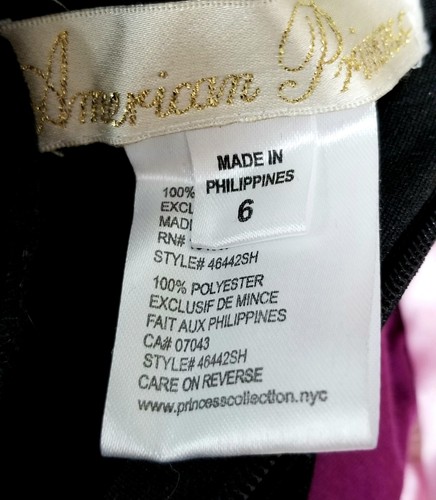 American Princess
MADE IN
PHILIPPINES
6
100%
EXCL
MADE
RN#
STYLE# 46442SH
100% POLYESTER
EXCLUSIF DE MINCE
FAIT AUX PHILIPPINES
CA# 07043
STYLE# 46442SH
CARE ON REVERSE
www.princesscollection.nyc